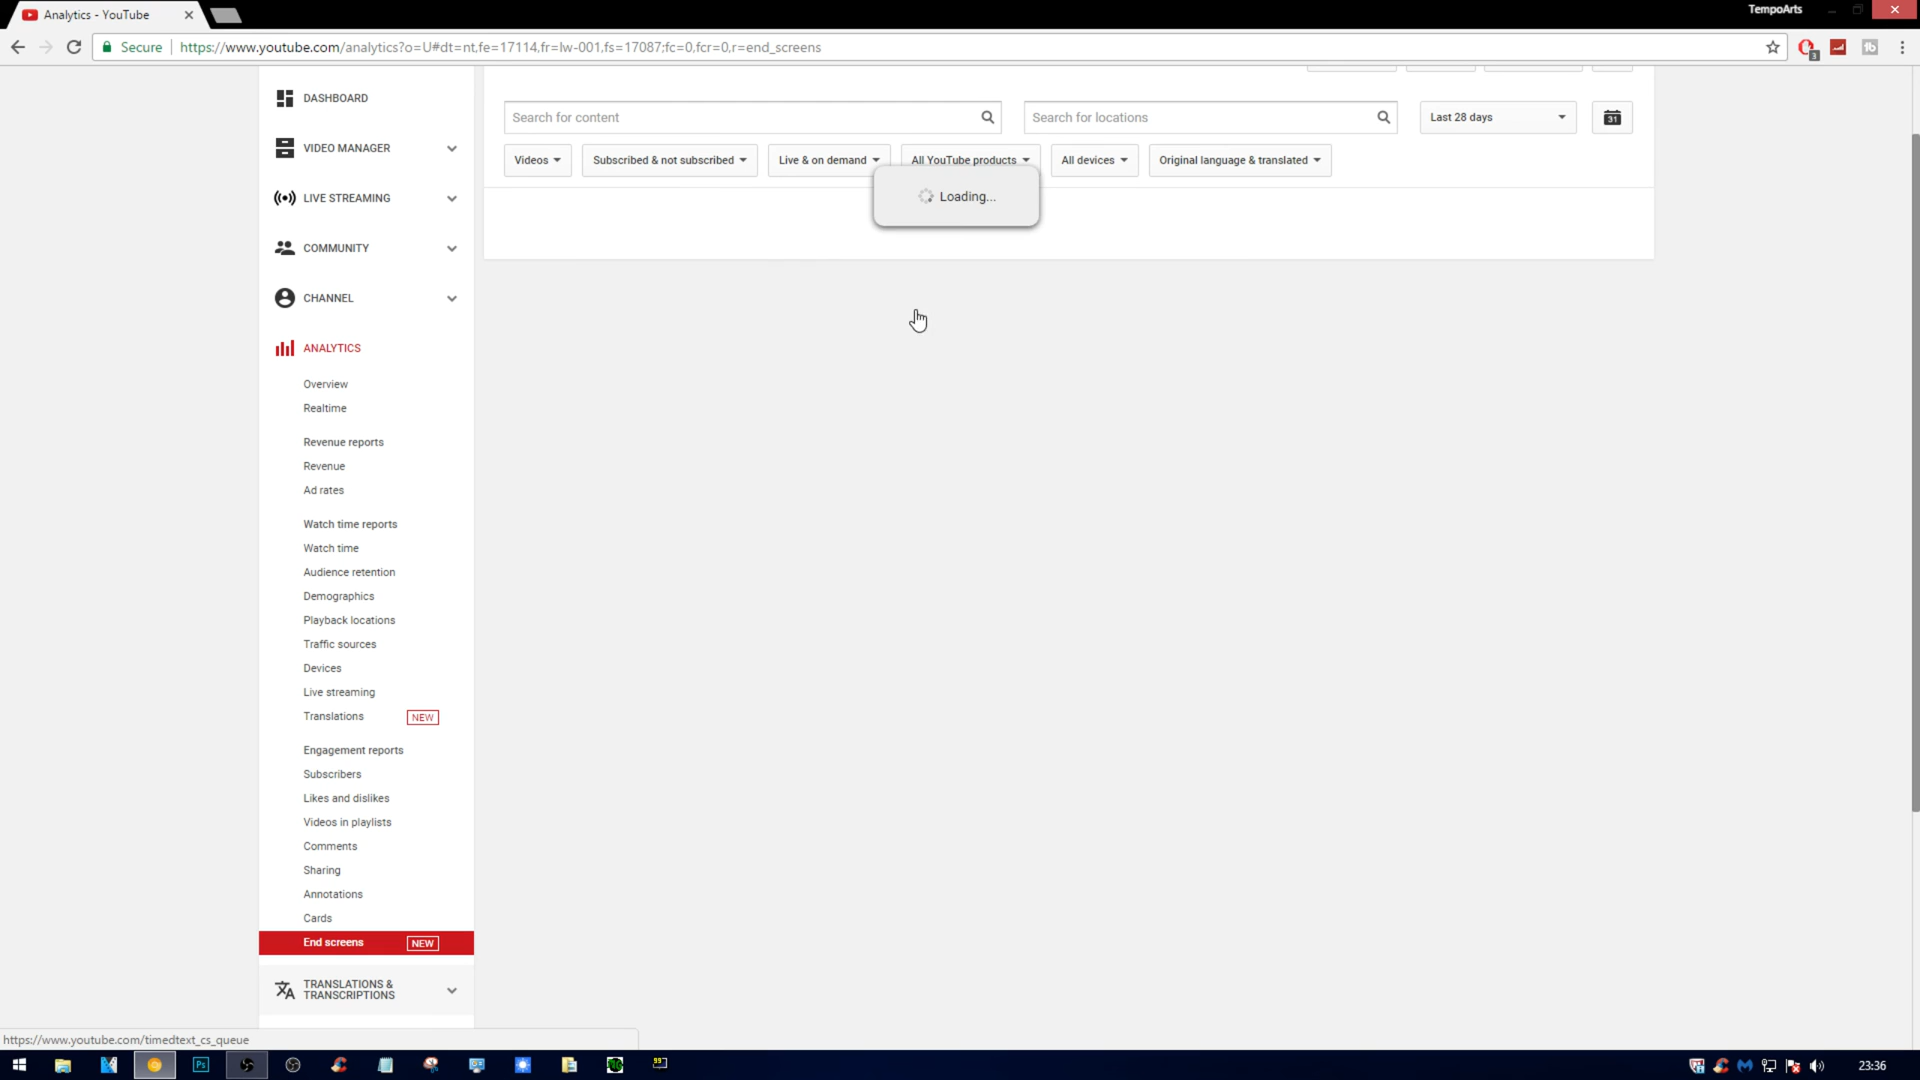 Analytics - YouTube
TempoArts
Secure | https://www.youtube.com/analytics?o=U#dt=nt,fe=17114,fr=lw-001,fs=17087;fc=0,fcr=0,r=end_screens
3
DASHBOARD
Search for content
Search for locations
Last 28 days
31
VIDEO MANAGER
Videos
Subscribed & not subscribed
Live & on demand
All YouTube products
All devices
Original language & translated
Loading...
LIVE STREAMING
COMMUNITY
CHANNEL
ANALYTICS
Overview
Realtime
Revenue reports
Revenue
Ad rates
Watch time reports
Watch time
Audience retention
Demographics
Playback locations
Traffic sources
Devices
Live streaming
Translations NEW
Engagement reports
Subscribers
Likes and dislikes
Videos in playlists
Comments
Sharing
Annotations
Cards
End screens NEW
TRANSLATIONS &
TRANSCRIPTIONS
https://www.youtube.com/timedtext_cs_queue
Ps
99
23:36